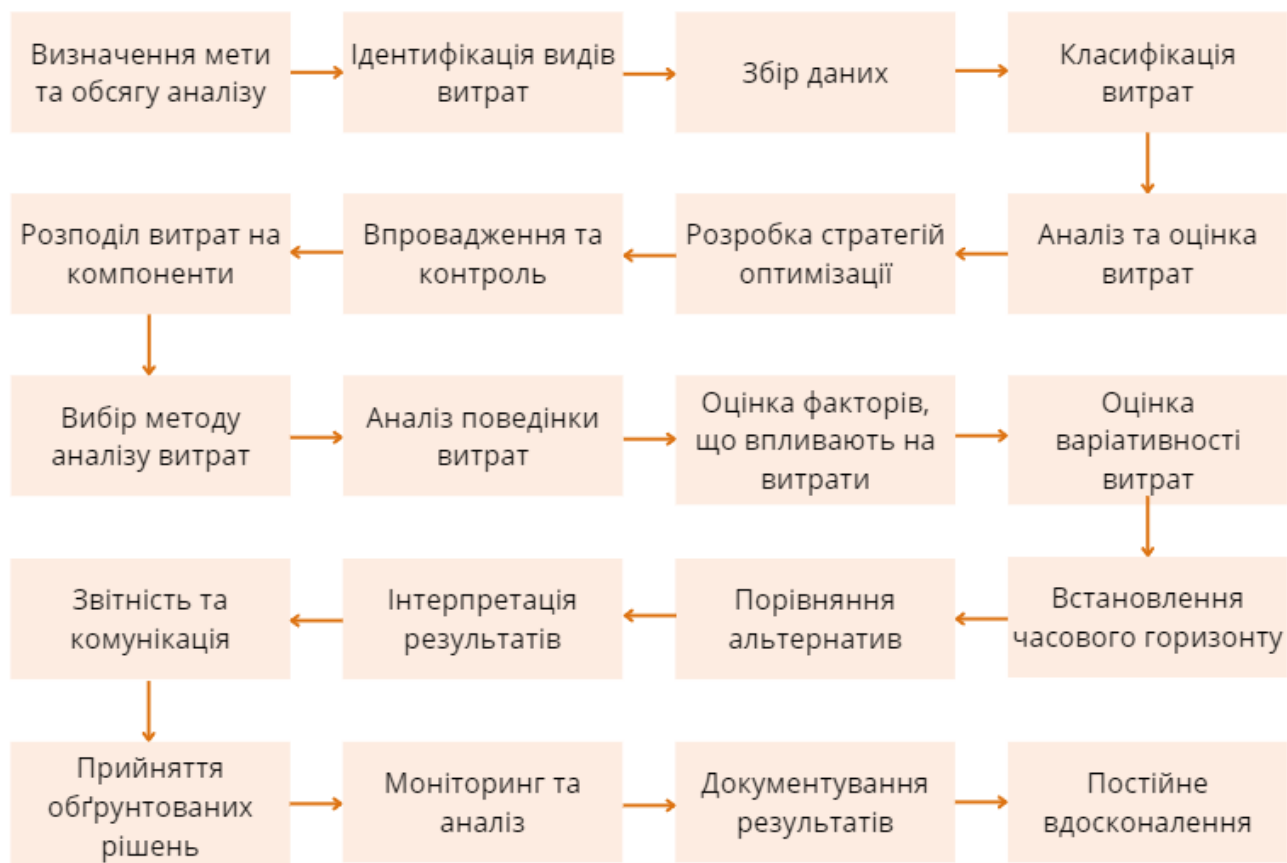 Визначення мети
та обсягу аналізу
Ідентифікація видів
витрат
Збір даних
Класифікація
витрат
Аналіз та оцінка
витрат
Розробка стратегій
оптимізації
Впровадження та
контроль
Розподіл витрат на
компоненти
Вибір методу
аналізу витрат
Аналіз поведінки
витрат
Оцінка факторів,
що впливають на
витрати
Оцінка
варіативності
витрат
Встановлення
часового горизонту
Порівняння
альтернатив
Інтерпретація
результатів
Звітність та
комунікація
Прийняття
обґрунтованих
рішень
Моніторинг та
аналіз
Документування
результатів
Постійне
вдосконалення